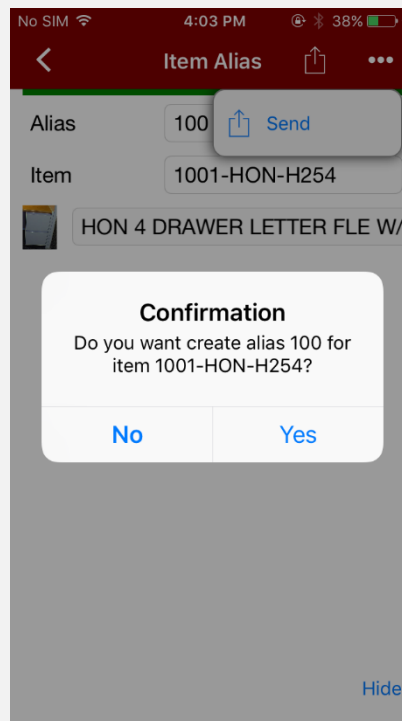 No SIM 4:03 PM 38%
Item Alias
Alias 100 Send
Item 1001-HON-H254
HON 4 DRAWER LETTER FLE W/
Confirmation
Do you want create alias 100 for
item 1001-HON-H254?
No Yes
Hide